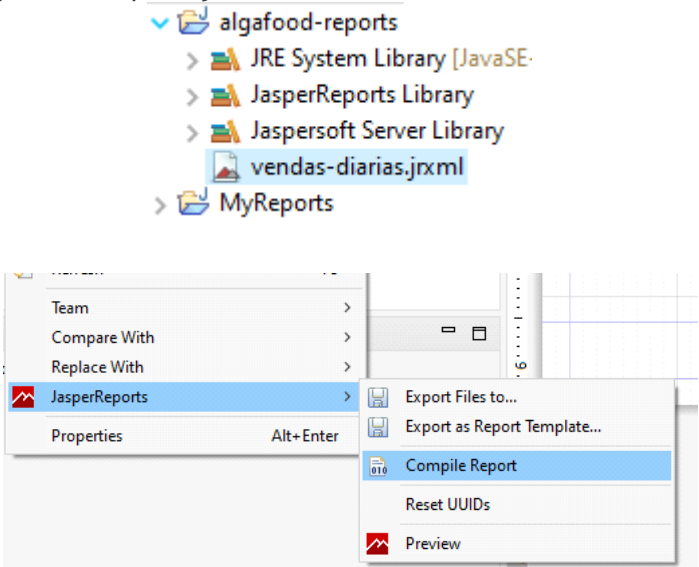 algafood-reports
JRE System Library [JavaSE-
JasperReports Library
Jaspersoft Server Library
vendas-diarias.jrxml
MyReports
Team
Compare With
Replace With
JasperReports
Properties Alt+Enter
Export Files to...
Export as Report Template...
Compile Report
Reset UUIDs
Preview